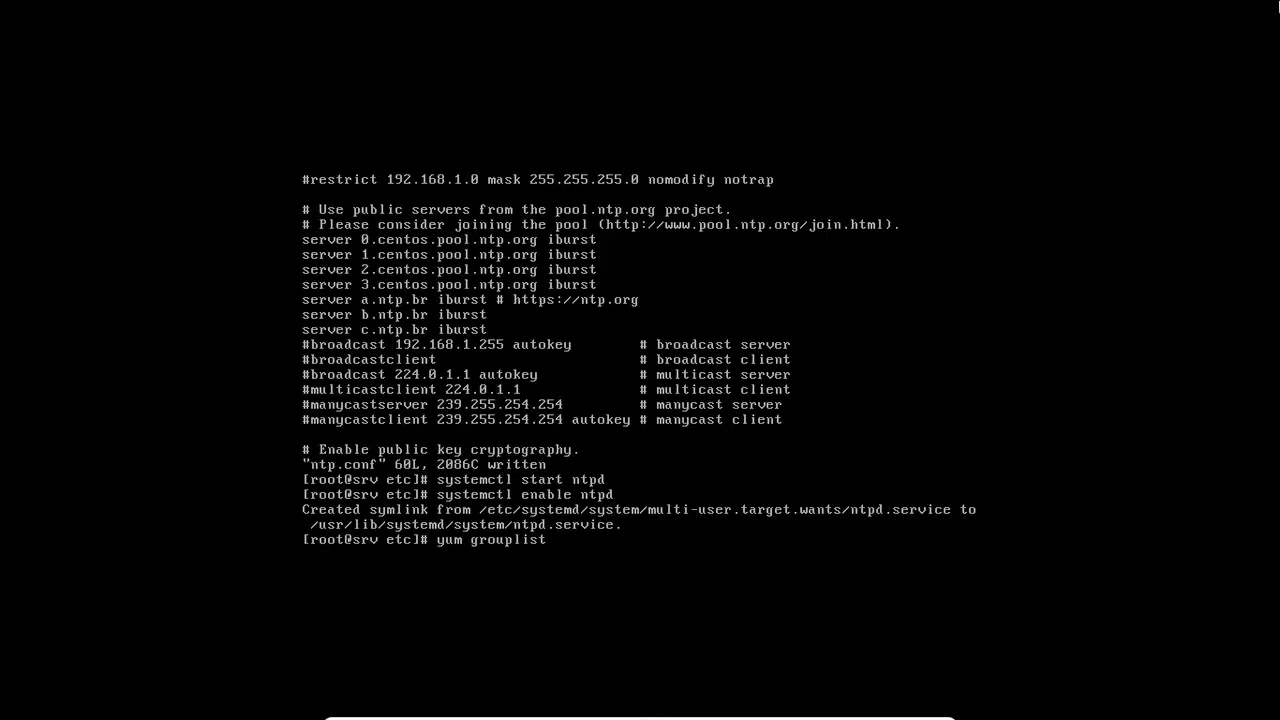 #restrict 192.168.1.0 mask 255.255.255.0 nomodify notrap
# Use public servers from the pool.ntp.org project.
# Please consider joining the pool (http://www.pool.ntp.org/join.html).
server 0.centos.pool.ntp.org iburst
server 1.centos.pool.ntp.org iburst
server 2.centos.pool.ntp.org iburst
server 3.centos.pool.ntp.org iburst
server a.ntp.br iburst # https://ntp.org
server b.ntp.br iburst
server c.ntp.br iburst
#broadcast 192.168.1.255 autokey        # broadcast server
#broadcastclient                        # broadcast client
#broadcast 224.0.1.1 autokey            # multicast server
#multicastclient 224.0.1.1              # multicast client
#manycastserver 239.255.254.254         # manycast server
#manycastclient 239.255.254.254 autokey # manycast client
# Enable public key cryptography.
"ntp.conf" 60L, 2086C written
[root@srv etc]# systemctl start ntpd
[root@srv etc]# systemctl enable ntpd
Created symlink from /etc/systemd/system/multi-user.target.wants/ntpd.service to
/usr/lib/systemd/system/ntpd.service.
[root@srv etc]# yum grouplist